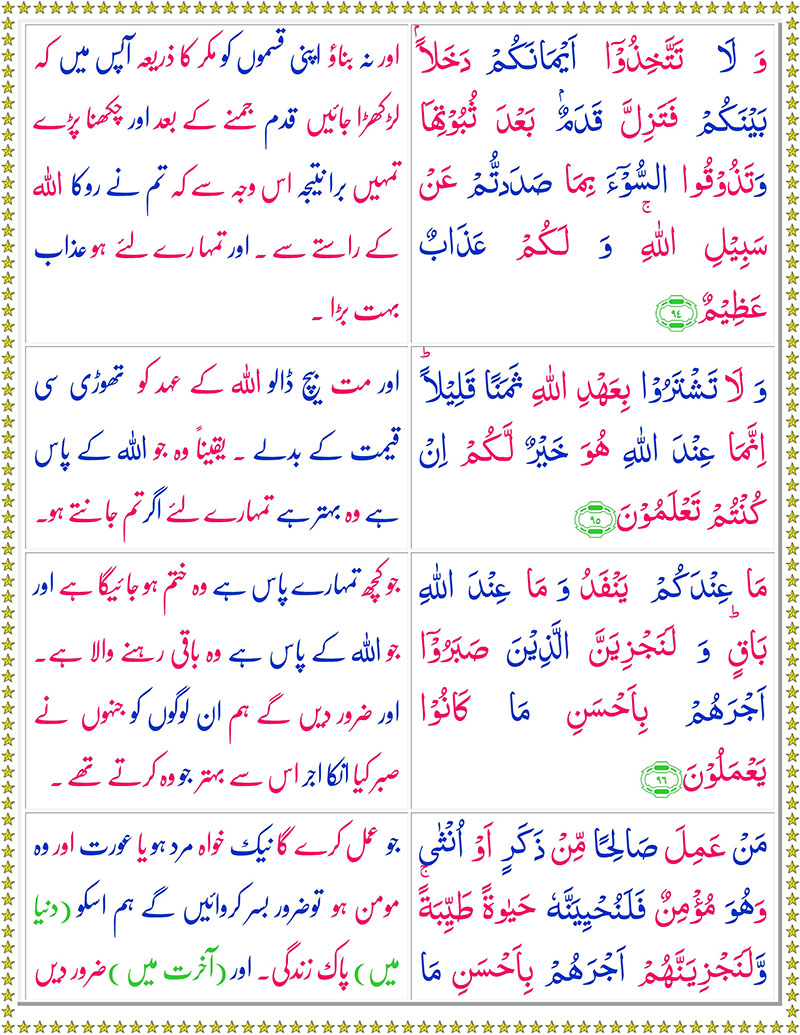 وَ لَا تَتَّخِذُوْۤا اَيْمَانَكُمْ دَخَلًاۢ
بَيْنَكُمْ فَتَزِلَّ قَدَمٌۢ بَعْدَ ثُبُوْتِهَا
وَتَذُوْقُوا السُّوْٓءَ بِمَا صَدَدْتُّمْ عَنْ
سَبِيْلِ اللّٰهِۚ وَ لَكُمْ عَذَابٌ
عَظِيْمٌ ٩٤
اور نہ بناؤ اپنی قسموں کو مکر کا ذریعہ آپس میں کہ
لڑکھڑا جائیں قدم جمنے کے بعد اور چکھنا پڑے
تمہیں برا نتیجہ اس وجہ سے کہ تم نے روکا اللہ
کے راستے سے ۔ اور تمہارے لئے ہو عذاب
بہت بڑا ۔
وَ لَا تَشْتَرُوْا بِعَهْدِ اللّٰهِ ثَمَنًا قَلِيْلًاؕ
اِنَّمَا عِنْدَ اللّٰهِ هُوَ خَيْرٌ لَّكُمْ اِنْ
كُنْتُمْ تَعْلَمُوْنَ ٩٥
اور مت بیچ ڈالو اللہ کے عہد کو تھوڑی سی
قیمت کے بدلے ۔ یقیناً وہ جو اللہ کے پاس
ہے وہ بہتر ہے تمہارے لئے اگر تم جانتے ہو۔
مَا عِنْدَكُمْ يَنْفَدُ وَ مَا عِنْدَ اللّٰهِ
بَاقٍؕ وَ لَنَجْزِيَنَّ الَّذِيْنَ صَبَرُوْۤا
اَجْرَهُمْ بِاَحْسَنِ مَا كَانُوْا
يَعْمَلُوْنَ ٩٦
جو کچھ تمہارے پاس ہے وہ ختم ہو جائیگا ہے اور
جو اللہ کے پاس ہے وہ باقی رہنے والا ہے۔
اور ضرور دیں گے ہم ان لوگوں کو جنہوں نے
صبر کیا انکا اجر اس سے بہتر جو وہ کرتے تھے ۔
مَنْ عَمِلَ صَالِحًا مِّنْ ذَكَرٍ اَوْ اُنْثٰى
وَهُوَ مُؤْمِنٌ فَلَنُحْيِيَنَّهٗ حَيٰوةً طَيِّبَةًۚ
وَّلَنَجْزِيَنَّهُمْ اَجْرَهُمْ بِاَحْسَنِ مَا
جو عمل کرے گا نیک خواہ مرد ہو یا عورت اور وہ
مومن ہو توضرور بسر کروائیں گے ہم اسکو (دنیا
میں) پاک زندگی۔ اور (آخرت میں) ضرور دیں